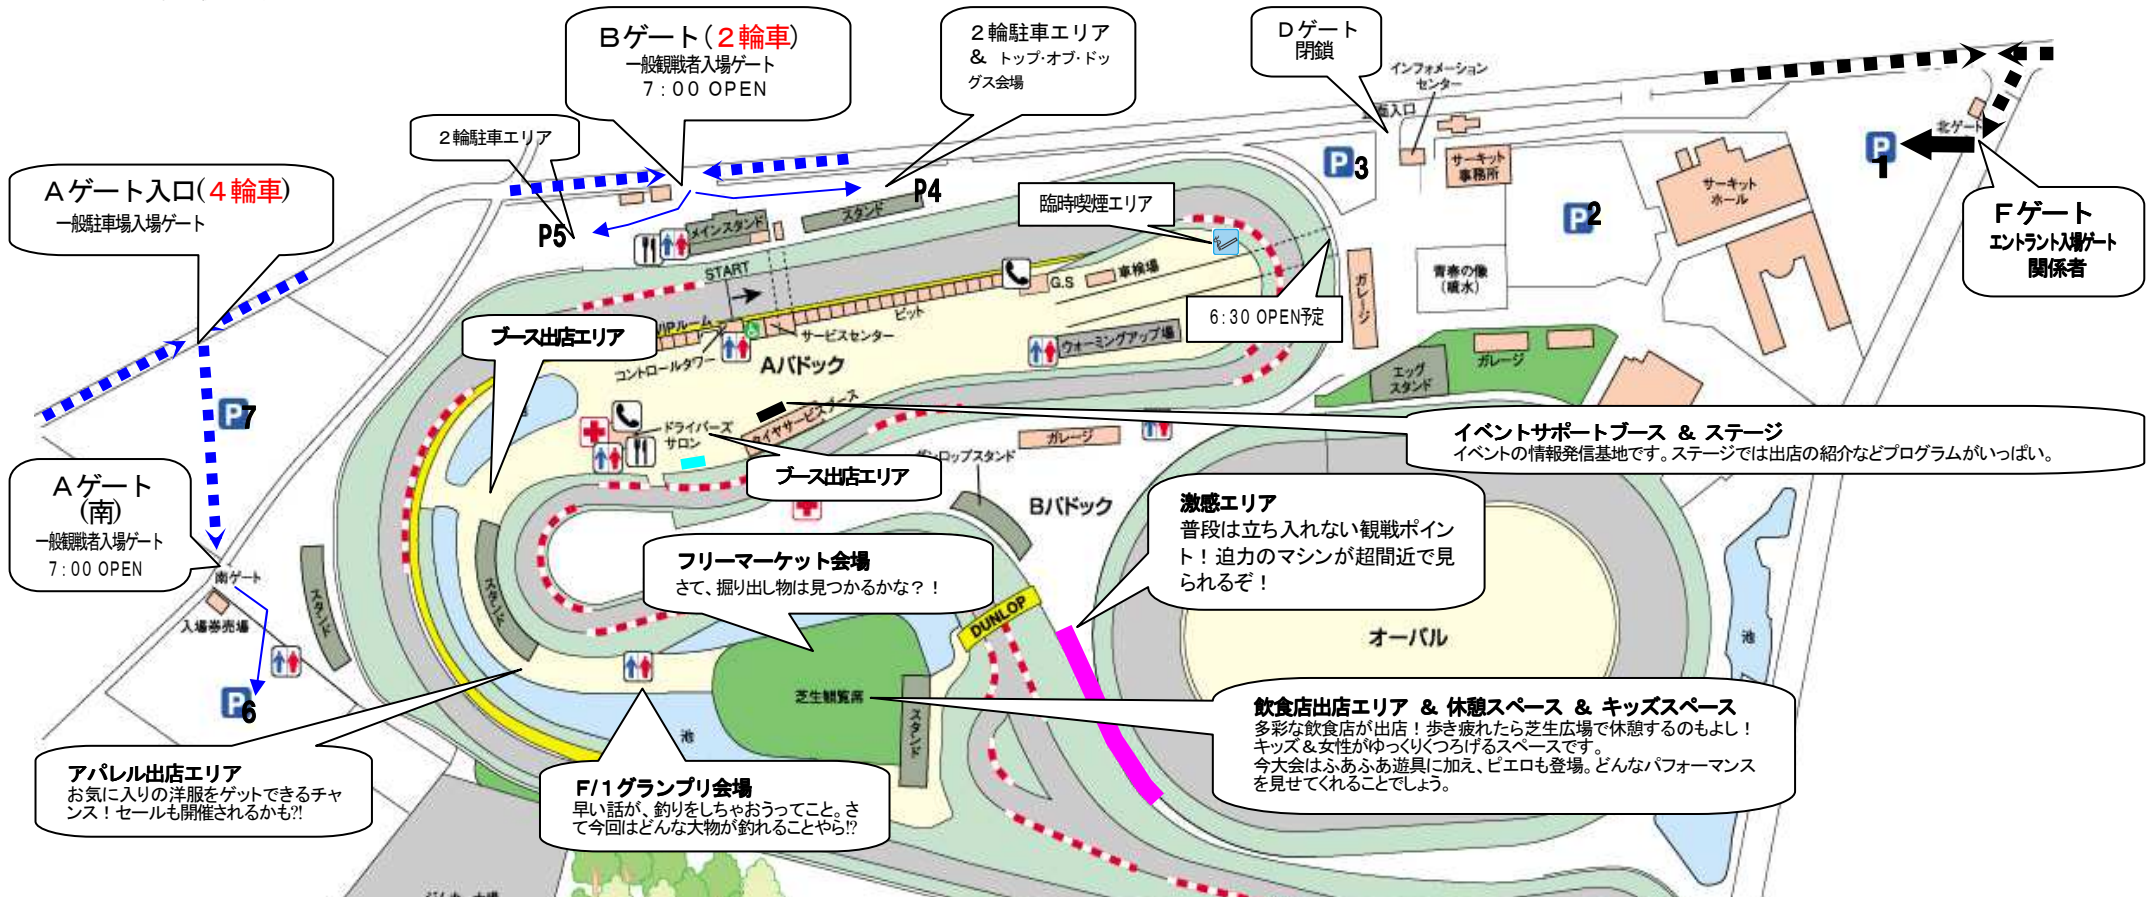 Bゲート(２輪車)
一般観戦者入場ゲート
7:00 OPEN
２輪駐車エリア
& トップ・オブ・ドッ
グス会場
Dゲート
閉鎖
インフォメーション
センター
２輪駐車エリア
Aゲート入口(４輪車)
一般駐車場入場ゲート
北ゲート
P
1
P
3
P
2
P4
P5
サーキット
事務所
サーキット
ホール
Fゲート
エントラント入場ゲート
関係者
臨時喫煙エリア
スタンド
メインスタンド
START
車検場
G.S
ガレージ
青春の像
(噴水)
6:30 OPEN予定
ピット
VIPルーム
サービスセンター
コントロールタワー
Aパドック
ウォーミングアップ場
ブース出店エリア
エッグ
スタンド
ガレージ
P
7
ドライバーズ
サロン
タイヤサービスブース
ガレージ
イベントサポートブース & ステージ
イベントの情報発信基地です。ステージでは出店の紹介などプログラムがいっぱい。
ブース出店エリア
Aゲート
(南)
一般観戦者入場ゲート
7:00 OPEN
Bパドック
激感エリア
普段は立ち入れない観戦ポイン
ト！迫力のマシンが超間近で見
られるぞ！
フリーマーケット会場
さて、掘り出し物は見つかるかな？！
南ゲート
入場券売場
スタンド
スタンド
DUNLOP
オーバル
池
P
6
芝生観覧席
スタンド
池
飲食店出店エリア & 休憩スペース & キッズスペース
多彩な飲食店が出店！歩き疲れたら芝生広場で休憩するのもよし！
キッズ＆女性がゆっくりくつろげるスペースです。
今大会はふあふあ遊具に加え、ピエロも登場。どんなパフォーマンス
を見せてくれることでしょう。
アパレル出店エリア
お気に入りの洋服をゲットできるチャ
ンス！セールも開催されるかも⁈
F/1グランプリ会場
早い話が、釣りをしちゃおうってこと。さ
て今回はどんな大物が釣れることやら⁉